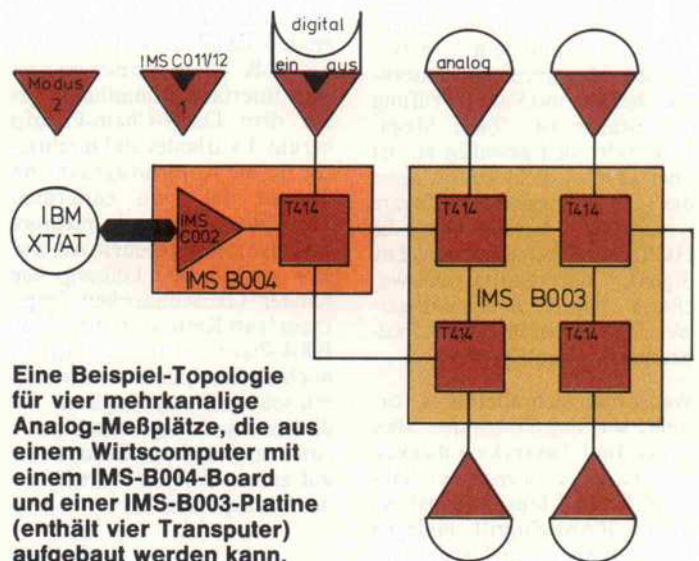 digital
ein aus
IMS C011/12
analog
Modus
2
1
IBM
XT/AT
IMS
C002
T414
T414
T414
IMS B004
IMS B003
T414
T414
Eine Beispiel-Topologie
für vier mehrkanalige
Analog-Meßplätze, die aus
einem Wirtscomputer mit
einem IMS-B004-Board
und einer IMS-B003-Platine
(enthält vier Transputer)
aufgebaut werden kann.